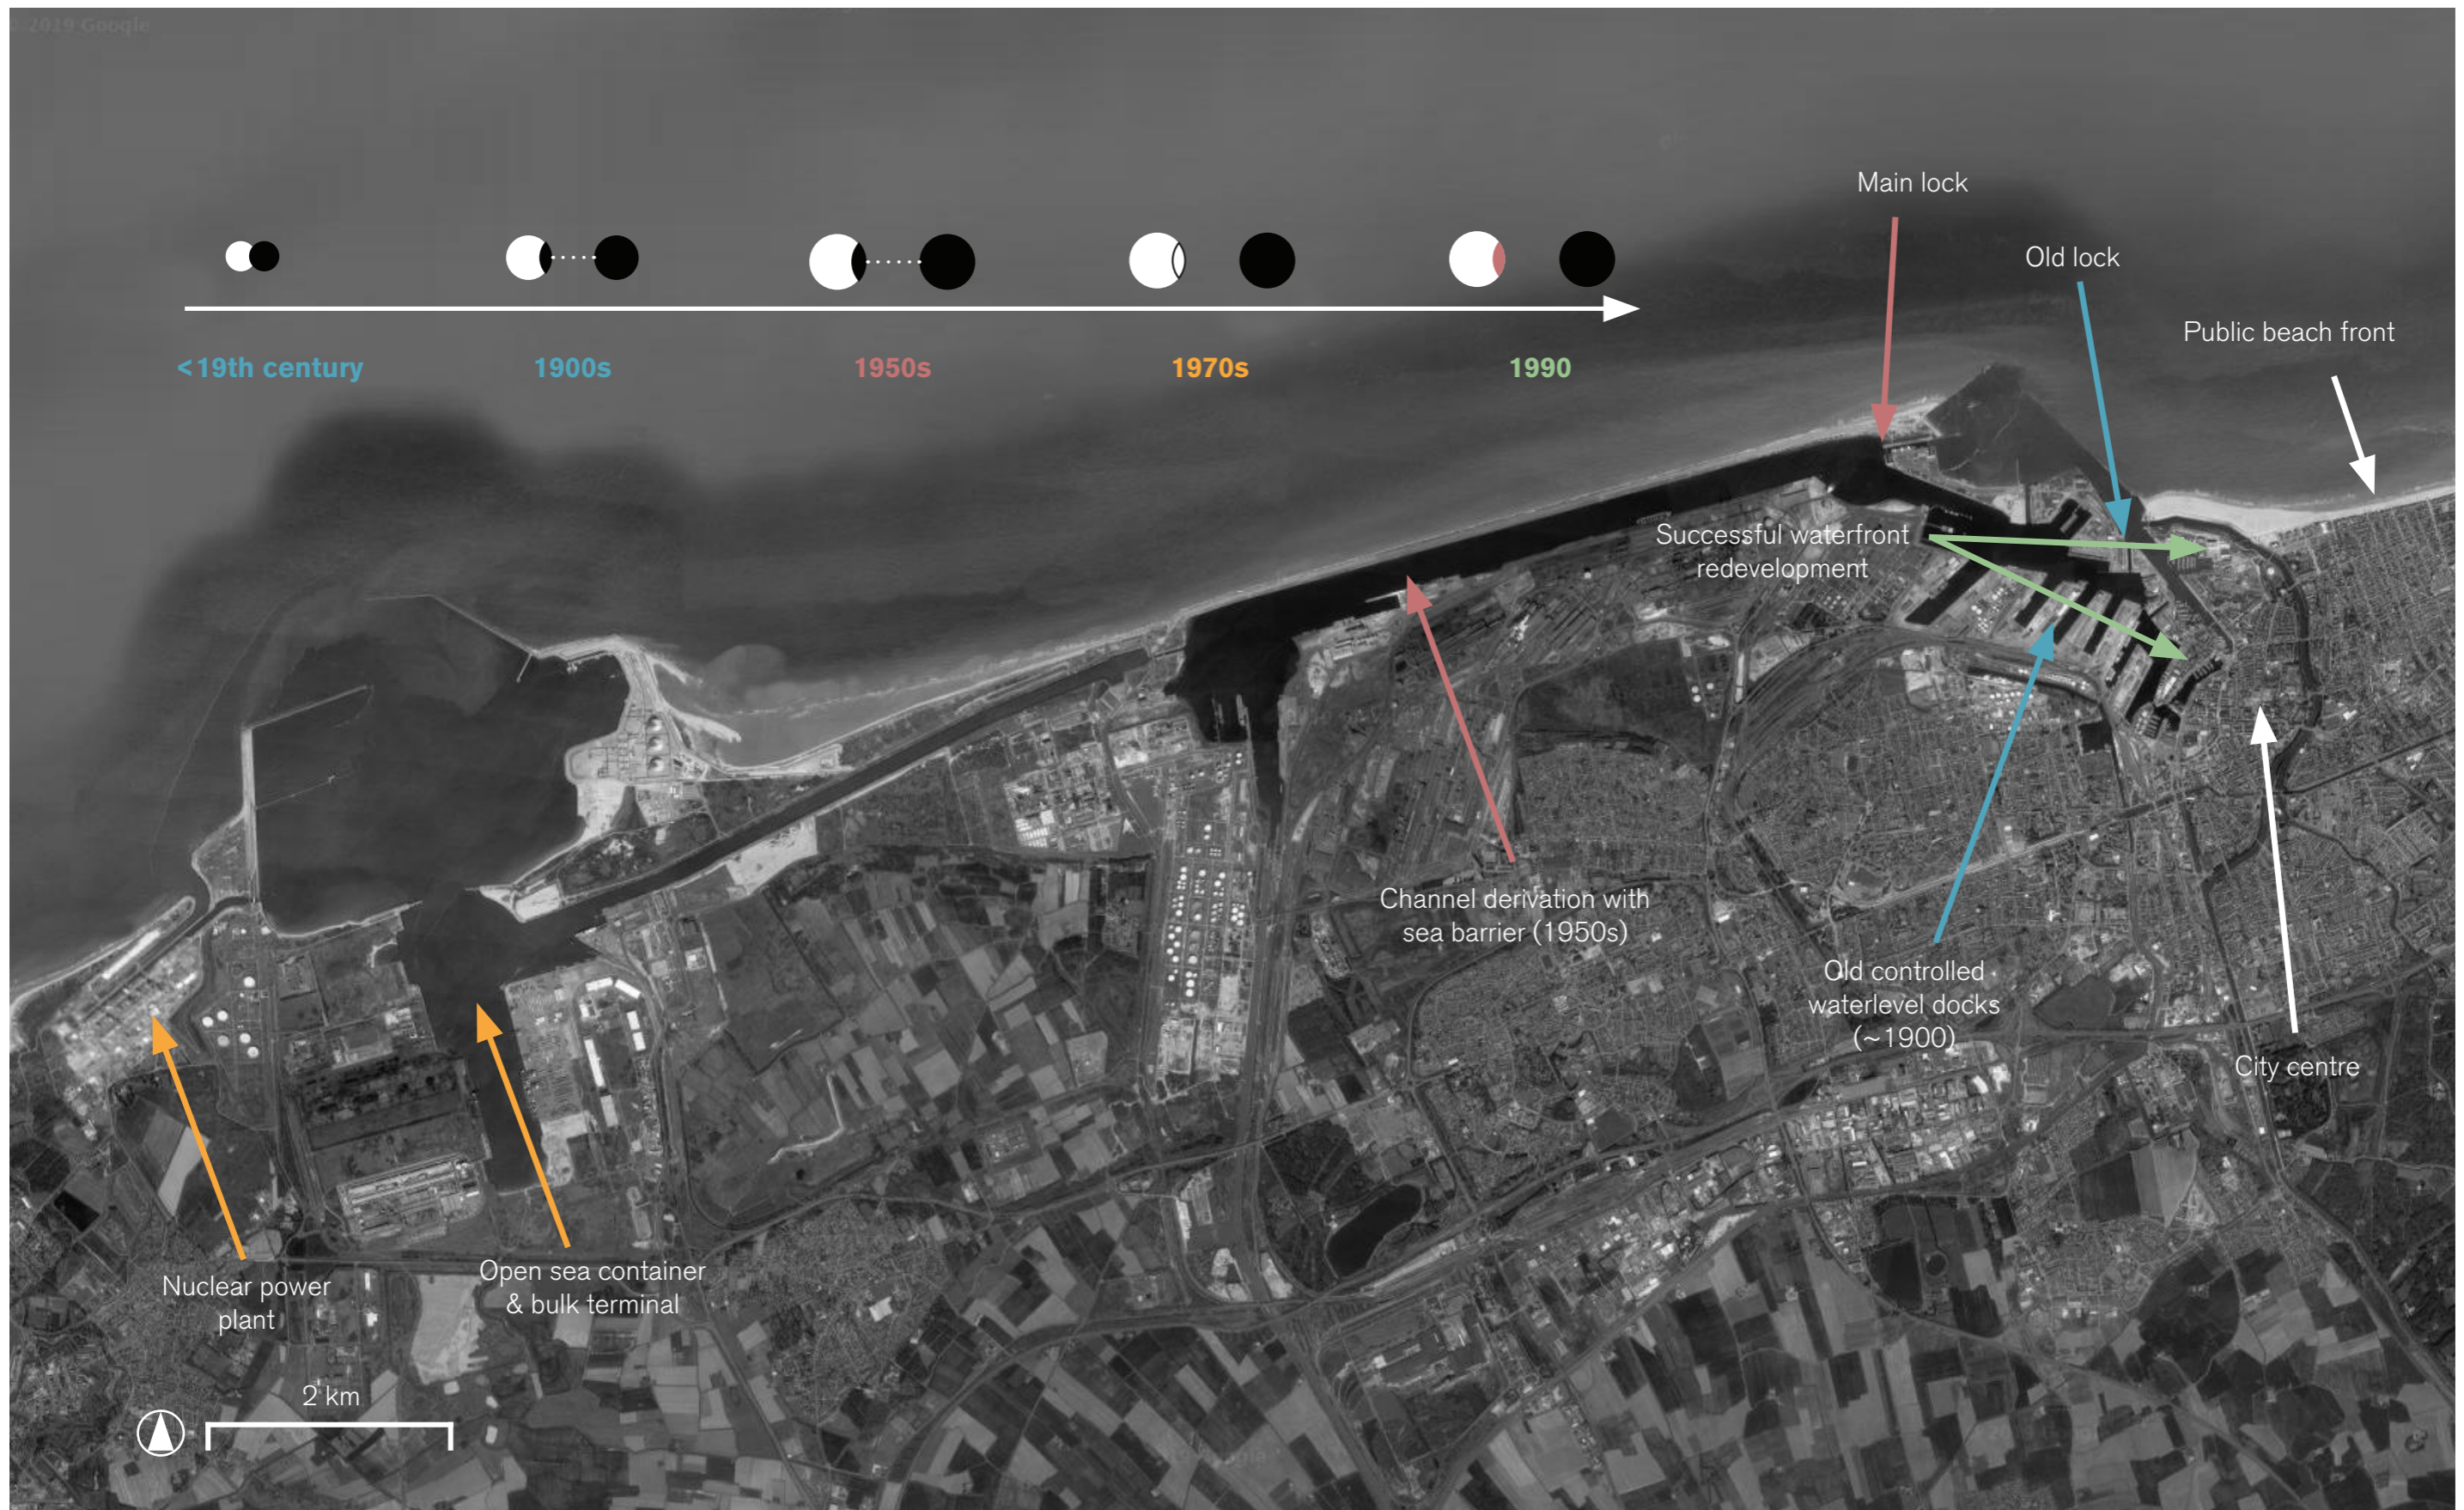 2019 Google
Main lock
Old lock
Public beach front
<19th century
1900s
1950s
1970s
1990
Successful waterfront
redevelopment
Channel derivation with
sea barrier (1950s)
Old controlled
waterlevel docks
(~1900)
City centre
Nuclear power
plant
Open sea container
& bulk terminal
2 km